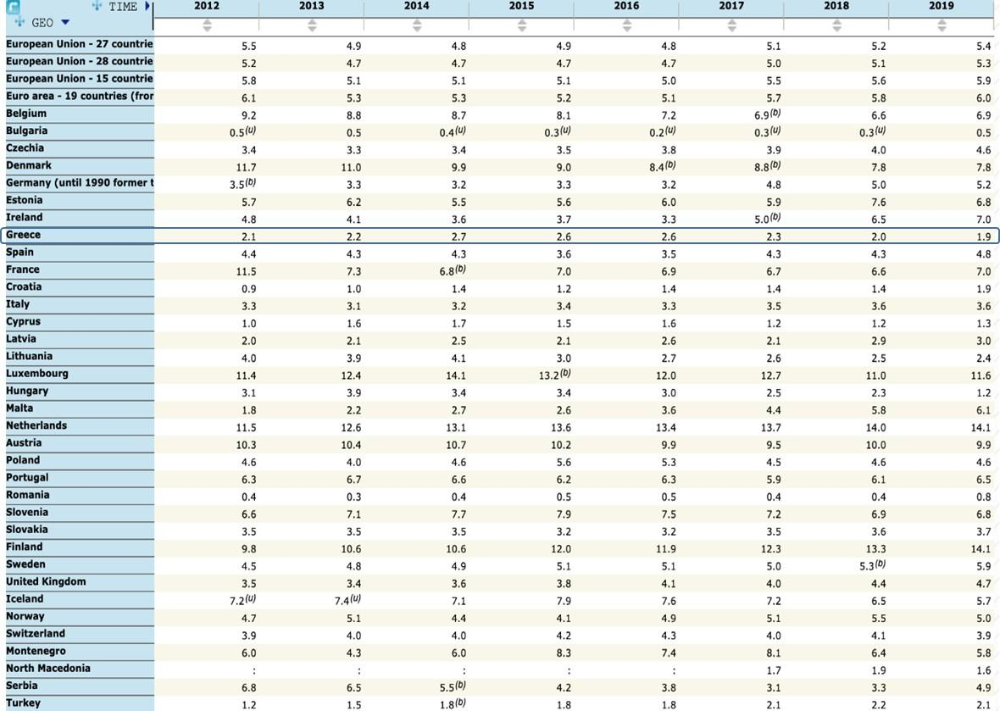 TIME 2012 2013 2014 2015 2016 2017 2018 2019
GEO
European Union - 27 countrie 5.5 4.9 4.8 4.9 4.8 5.1 5.2 5.4
European Union - 28 countrie 5.2 4.7 4.7 4.7 4.7 5.0 5.1 5.3
European Union - 15 countrie 5.8 5.1 5.1 5.1 5.0 5.5 5.6 5.9
Euro area - 19 countries (fror 6.1 5.3 5.3 5.2 5.1 5.7 5.8 6.0
Belgium 9.2 8.8 8.7 8.1 7.2 6.9(b) 6.6 6.9
Bulgaria 0.5(u) 0.5 0.4(u) 0.3(u) 0.2(u) 0.3(u) 0.3(u) 0.5
Czechia 3.4 3.3 3.4 3.5 3.8 3.9 4.0 4.6
Denmark 11.7 11.0 9.9 9.0 8.4(b) 8.8(b) 7.8 7.8
Germany (until 1990 former t 3.5(b) 3.3 3.2 3.3 3.2 4.8 5.0 5.2
Estonia 5.7 6.2 5.5 5.6 6.0 5.9 7.6 6.8
Ireland 4.8 4.1 3.6 3.7 3.3 5.0(b) 6.5 7.0
Greece 2.1 2.2 2.7 2.6 2.6 2.3 2.0 1.9
Spain 4.4 4.3 4.3 3.6 3.5 4.3 4.3 4.8
France 11.5 7.3 6.8(b) 7.0 6.9 6.7 6.6 7.0
Croatia 0.9 1.0 1.4 1.2 1.4 1.4 1.4 1.9
Italy 3.3 3.1 3.2 3.4 3.3 3.5 3.6 3.6
Cyprus 1.0 1.6 1.7 1.5 1.6 1.2 1.2 1.3
Latvia 2.0 2.1 2.5 2.1 2.6 2.1 2.9 3.0
Lithuania 4.0 3.9 4.1 3.0 2.7 2.6 2.5 2.4
Luxembourg 11.4 12.4 14.1 13.2(b) 12.0 12.7 11.0 11.6
Hungary 3.1 3.9 3.4 3.4 3.0 2.5 2.3 1.2
Malta 1.8 2.2 2.7 2.6 3.6 4.4 5.8 6.1
Netherlands 11.5 12.6 13.1 13.6 13.4 13.7 14.0 14.1
Austria 10.3 10.4 10.7 10.2 9.9 9.5 10.0 9.9
Poland 4.6 4.0 4.6 5.6 5.3 4.5 4.6 4.6
Portugal 6.3 6.7 6.6 6.2 6.3 5.9 6.1 6.5
Romania 0.4 0.3 0.4 0.5 0.5 0.4 0.4 0.8
Slovenia 6.6 7.1 7.7 7.9 7.5 7.2 6.9 6.8
Slovakia 3.5 3.5 3.5 3.2 3.2 3.5 3.6 3.7
Finland 9.8 10.6 10.6 12.0 11.9 12.3 13.3 14.1
Sweden 4.5 4.8 4.9 5.1 5.1 5.0 5.3(b) 5.9
United Kingdom 3.5 3.4 3.6 3.8 4.1 4.0 4.4 4.7
Iceland 7.2(u) 7.4(u) 7.1 7.9 7.6 7.2 6.5 5.7
Norway 4.7 5.1 4.4 4.1 4.9 5.1 5.5 5.0
Switzerland 3.9 4.0 4.0 4.2 4.3 4.0 4.1 3.9
Montenegro 6.0 4.3 6.0 8.3 7.4 8.1 6.4 5.8
North Macedonia : : : : : 1.7 1.9 1.6
Serbia 6.8 6.5 5.5(b) 4.2 3.8 3.1 3.3 4.9
Turkey 1.2 1.5 1.8(b) 1.8 1.8 2.1 2.2 2.1